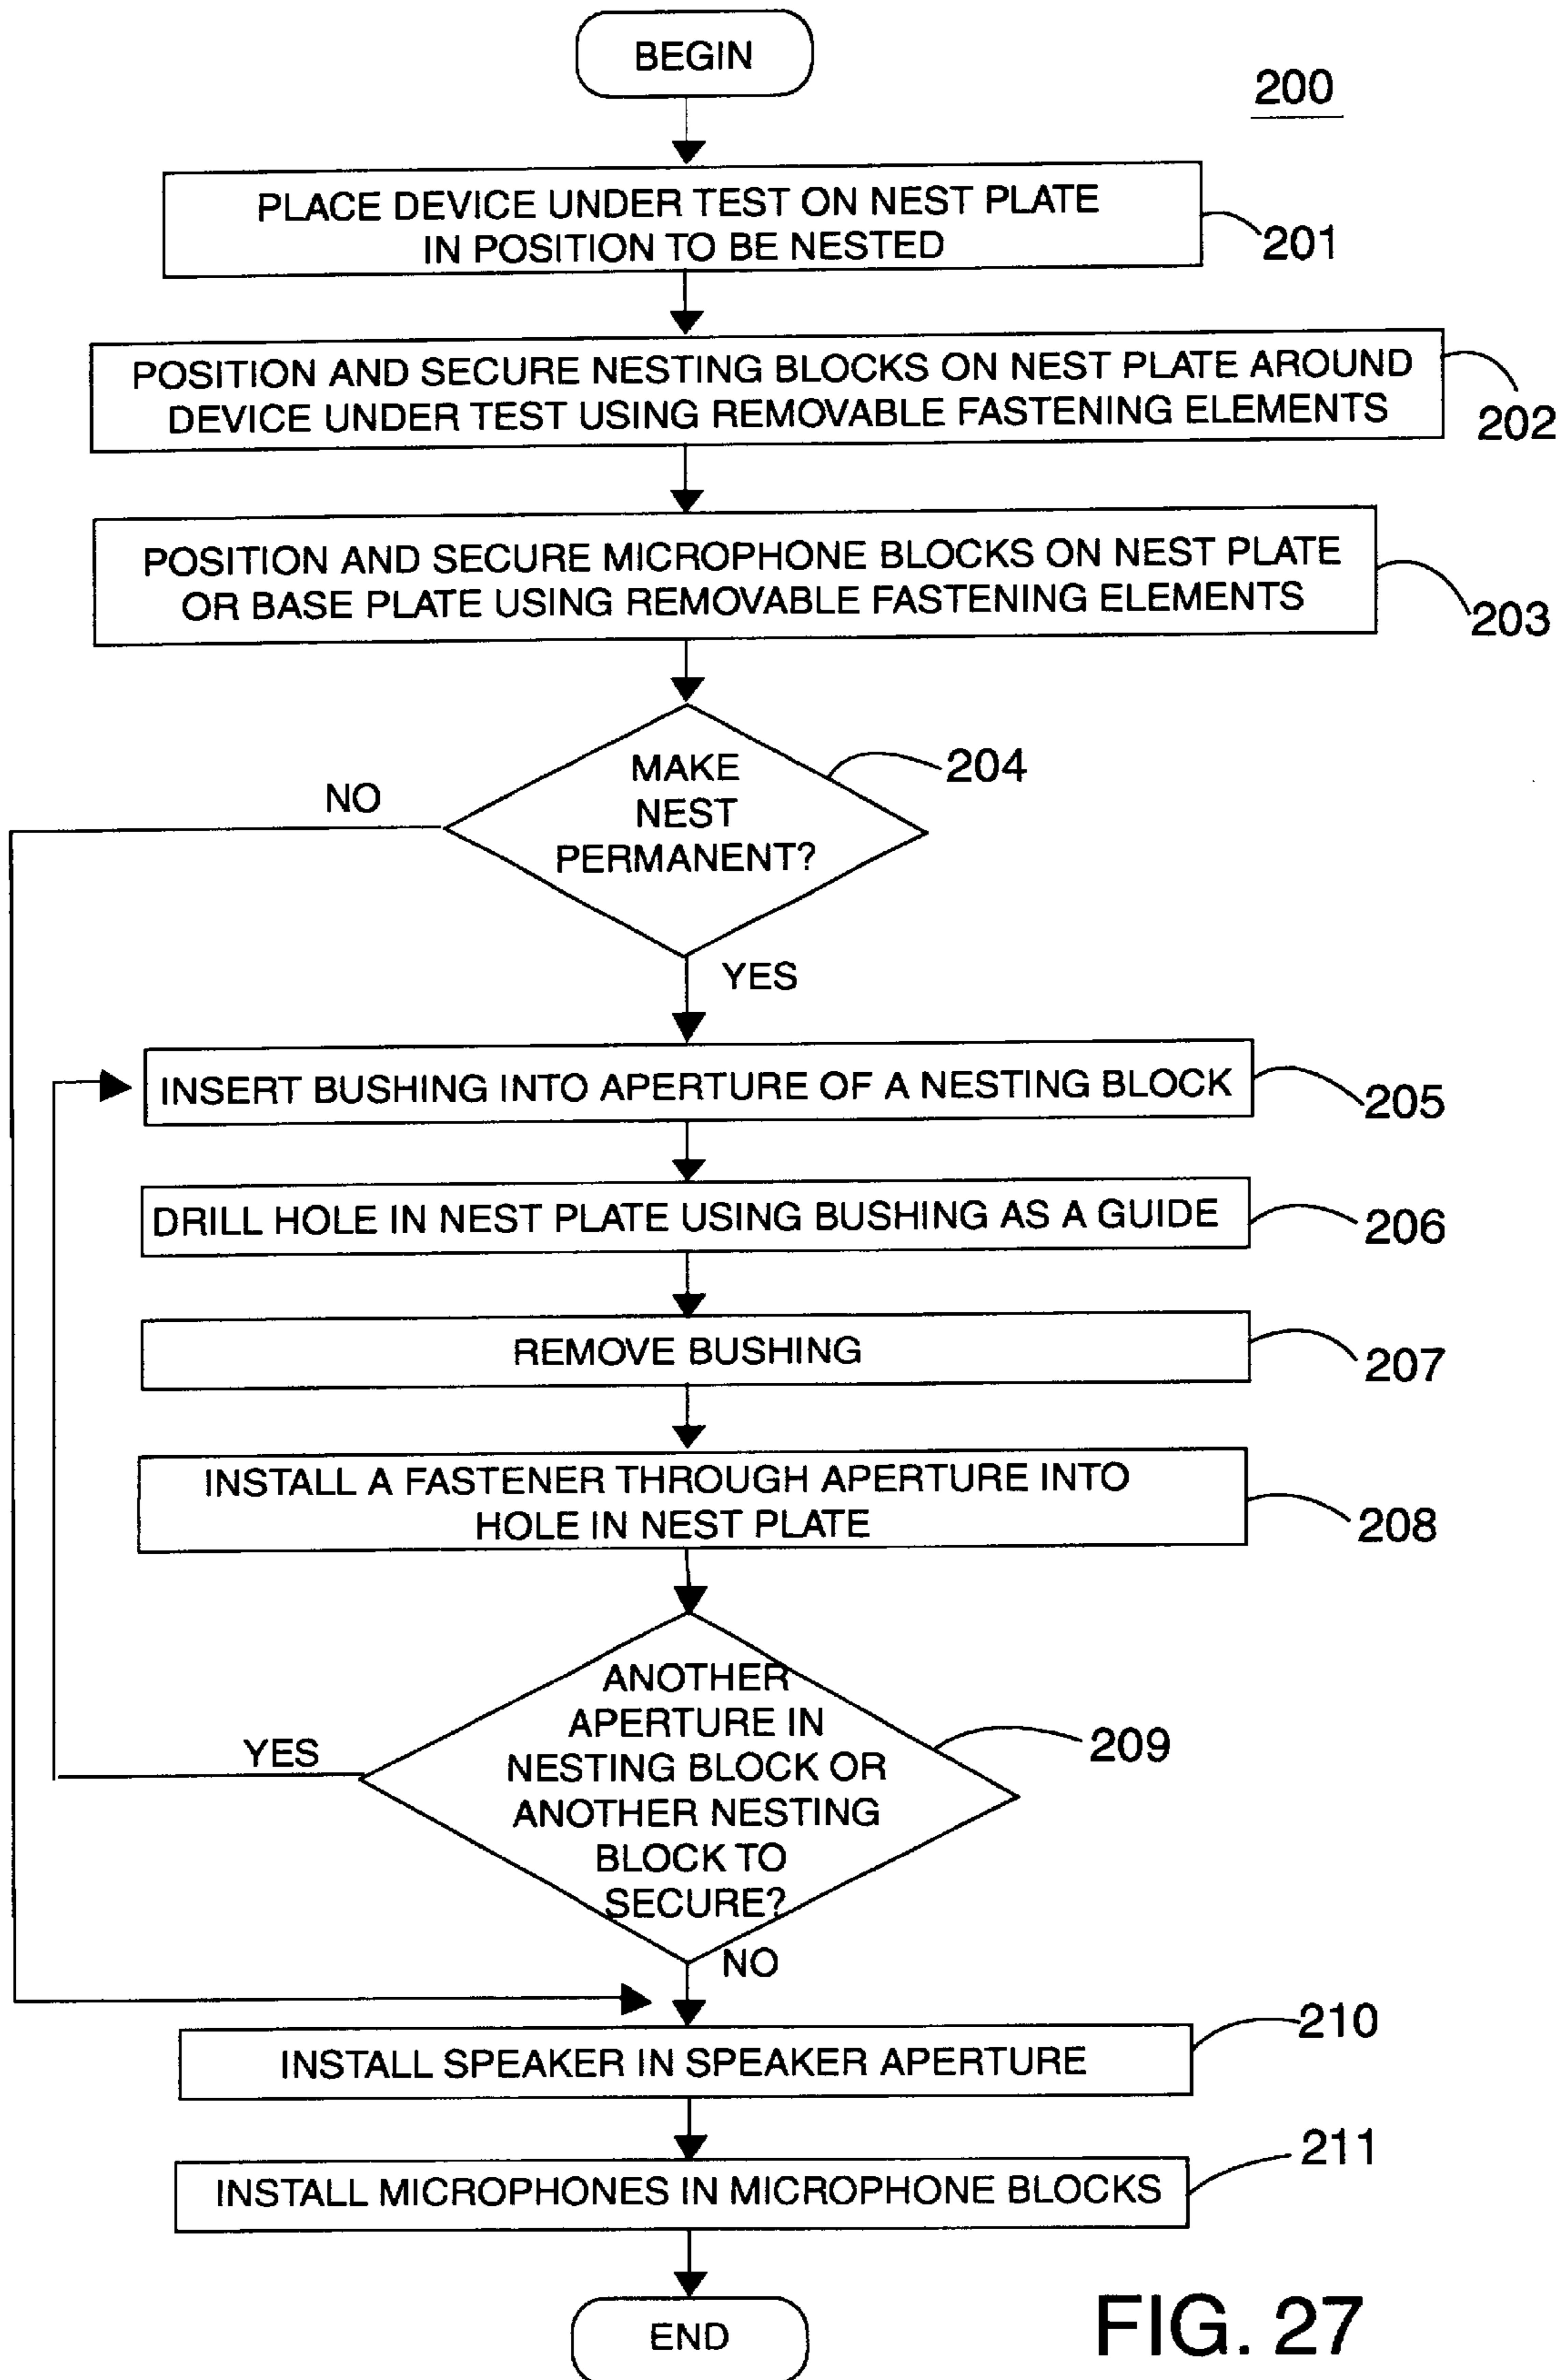 BEGIN
200
PLACE DEVICE UNDER TEST ON NEST PLATE
IN POSITION TO BE NESTED
201
POSITION AND SECURE NESTING BLOCKS ON NEST PLATE AROUND
DEVICE UNDER TEST USING REMOVABLE FASTENING ELEMENTS
202
POSITION AND SECURE MICROPHONE BLOCKS ON NEST PLATE
OR BASE PLATE USING REMOVABLE FASTENING ELEMENTS
203
MAKE
NEST
PERMANENT?
204
NO
YES
INSERT BUSHING INTO APERTURE OF A NESTING BLOCK
205
DRILL HOLE IN NEST PLATE USING BUSHING AS A GUIDE
206
REMOVE BUSHING
207
INSTALL A FASTENER THROUGH APERTURE INTO
HOLE IN NEST PLATE
208
ANOTHER
APERTURE IN
NESTING BLOCK OR
ANOTHER NESTING
BLOCK TO
SECURE?
209
YES
NO
INSTALL SPEAKER IN SPEAKER APERTURE
210
INSTALL MICROPHONES IN MICROPHONE BLOCKS
211
END
FIG. 27